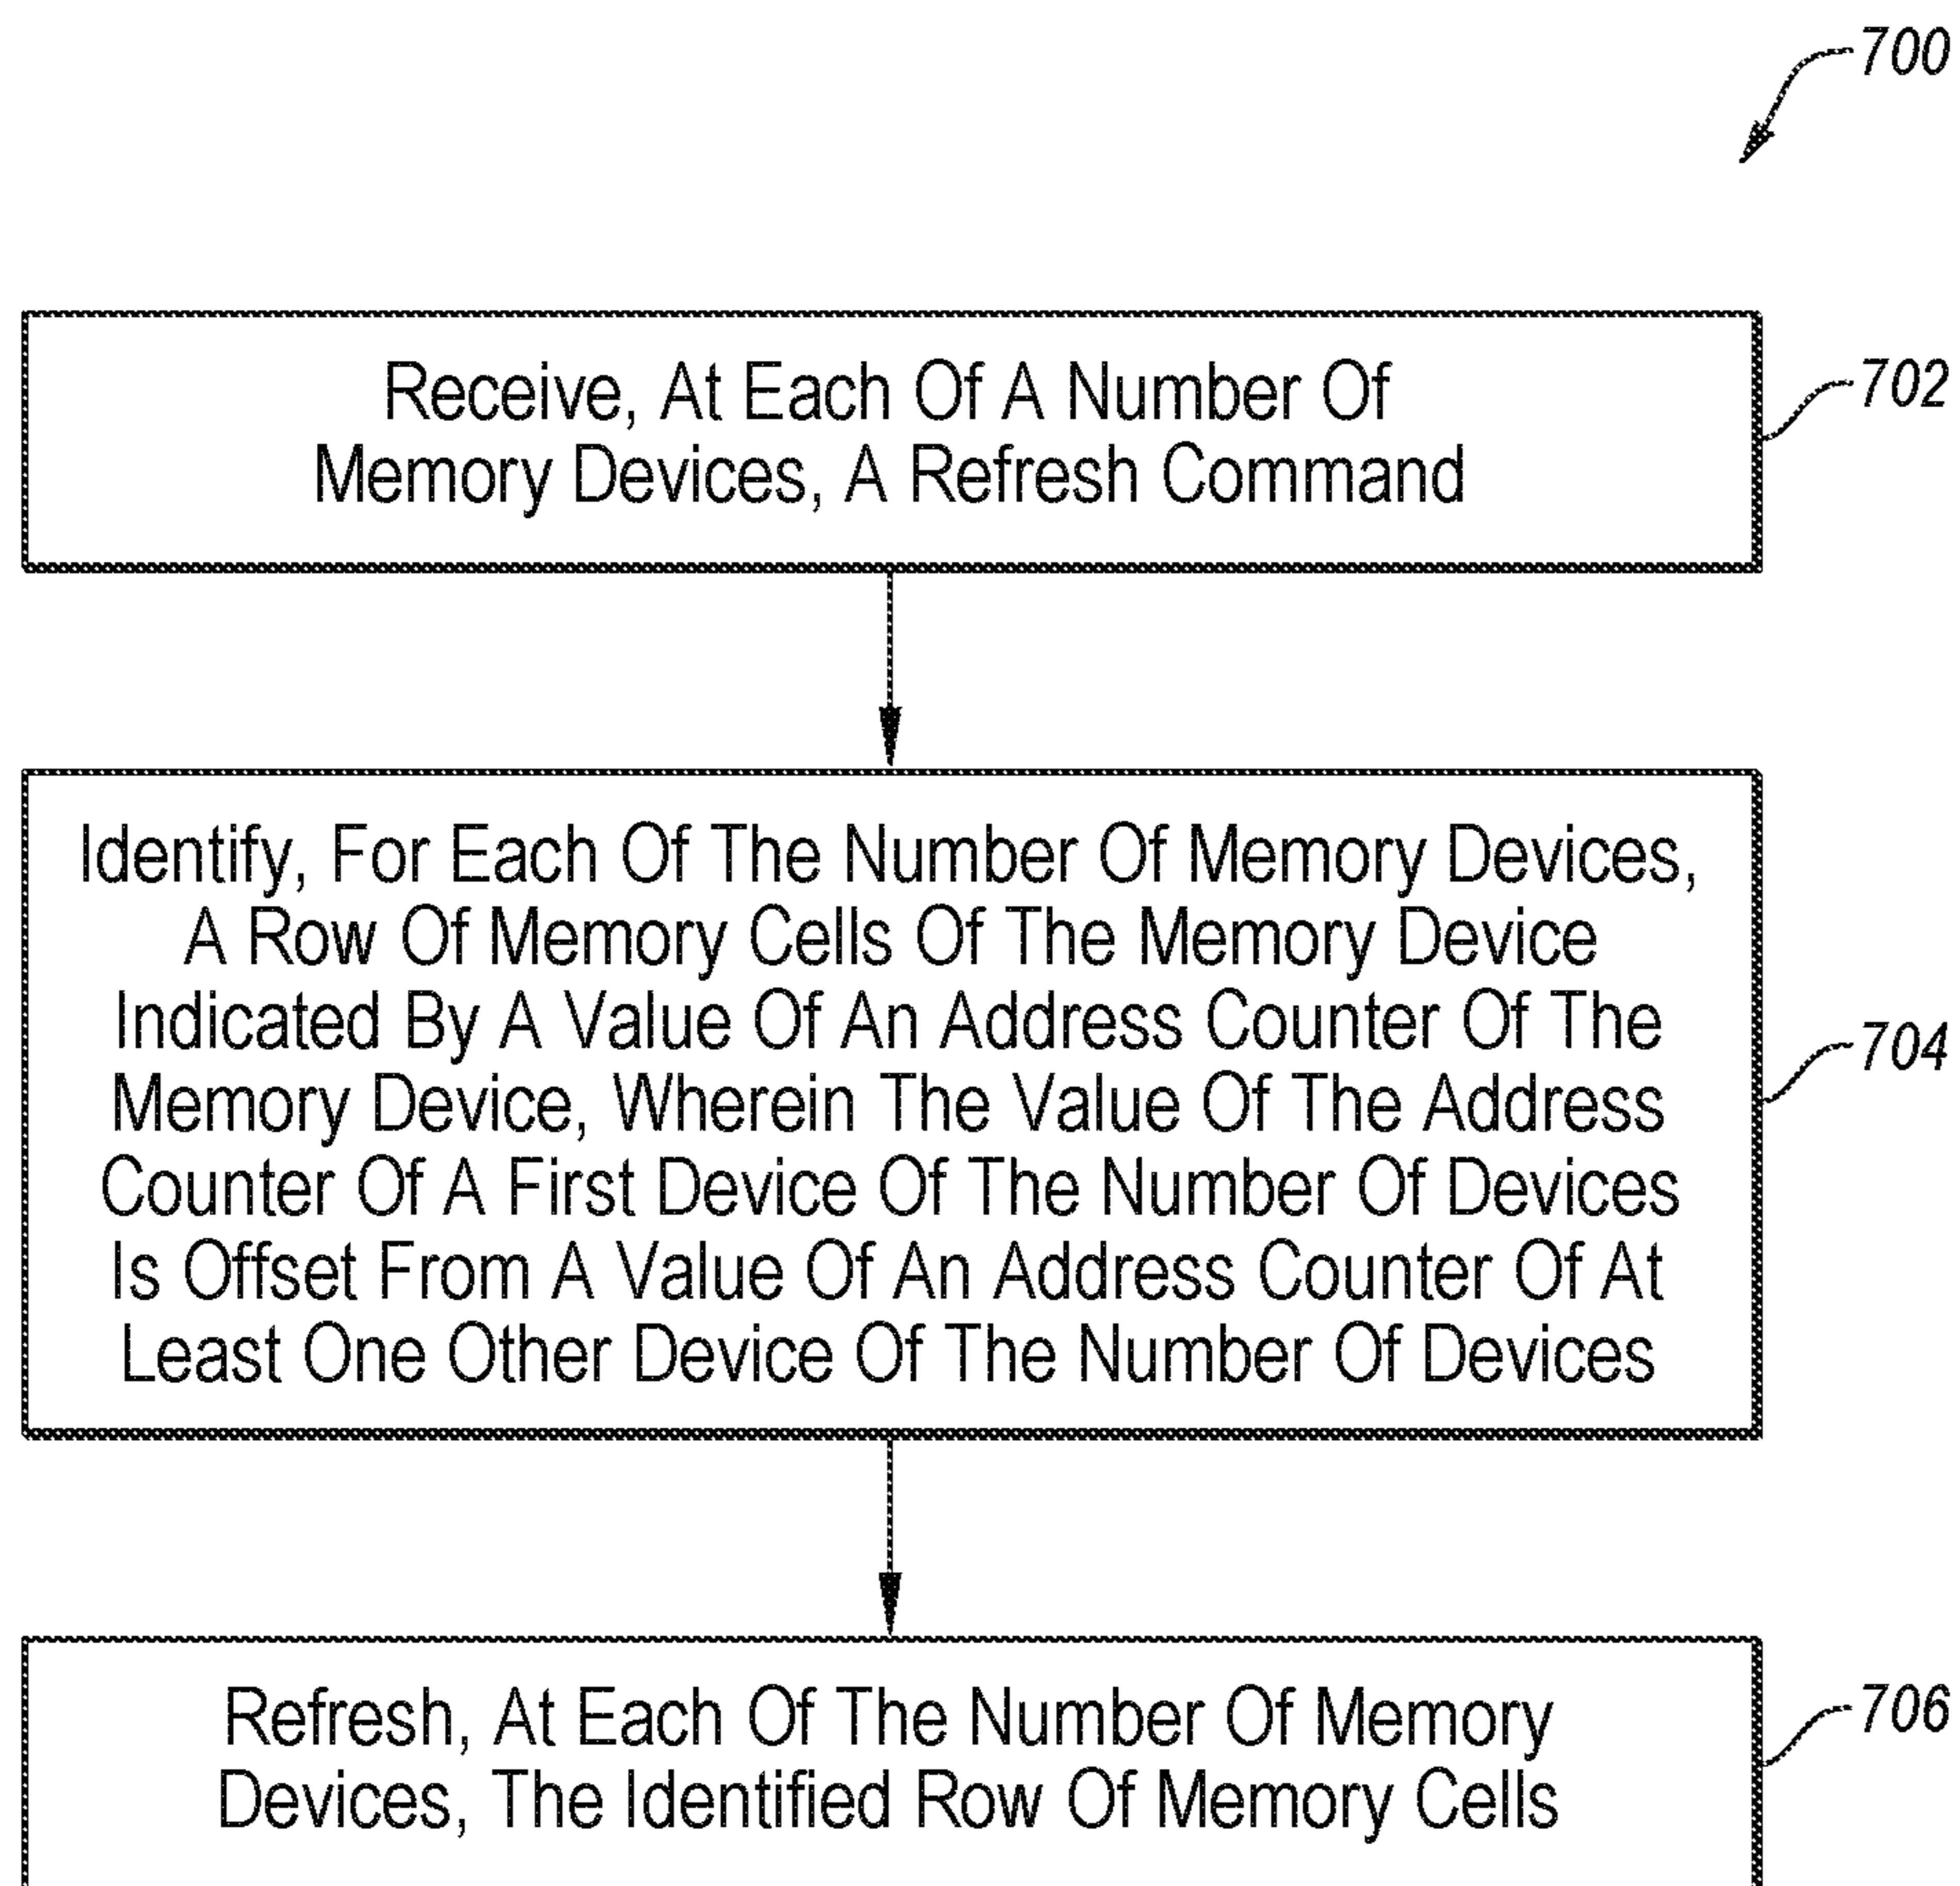 700
Receive, At Each Of A Number Of
Memory Devices, A Refresh Command
702
Identify, For Each Of The Number Of Memory Devices,
A Row Of Memory Cells Of The Memory Device
Indicated By A Value Of An Address Counter Of The
Memory Device, Wherein The Value Of The Address
Counter Of A First Device Of The Number Of Devices
Is Offset From A Value Of An Address Counter Of At
Least One Other Device Of The Number Of Devices
704
Refresh, At Each Of The Number Of Memory
Devices, The Identified Row Of Memory Cells
706